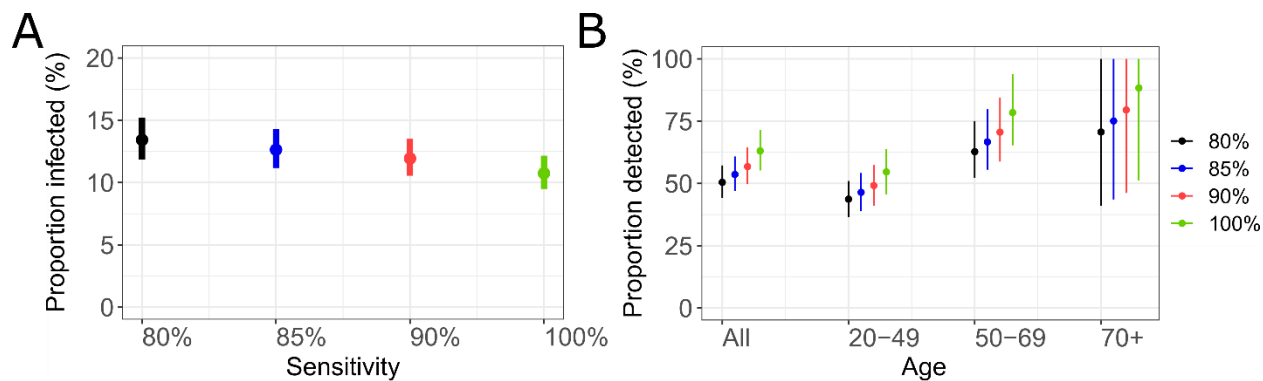 A
Proportion infected (%)
20
15
10
5
0
80% 85% 90% 100%
Sensitivity
B
Proportion detected (%)
100
75
50
25
0
All 20−49 50−69 70+
Age
80%
85%
90%
100%